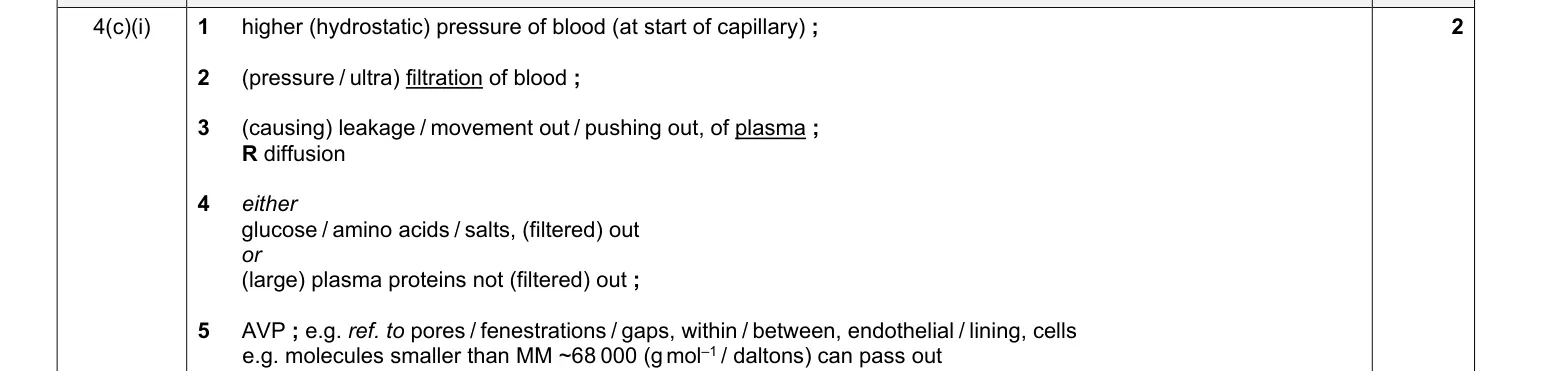 4(c)(i) 1 higher (hydrostatic) pressure of blood (at start of capillary) ; 2
2 (pressure / ultra) filtration of blood ;
3 (causing) leakage / movement out / pushing out, of plasma ;
R diffusion
4 either
glucose / amino acids / salts, (filtered) out
or
(large) plasma proteins not (filtered) out ;
5 AVP ; e.g. ref. to pores / fenestrations / gaps, within / between, endothelial / lining, cells
e.g. molecules smaller than MM ~68 000 (g mol⁻¹ / daltons) can pass out